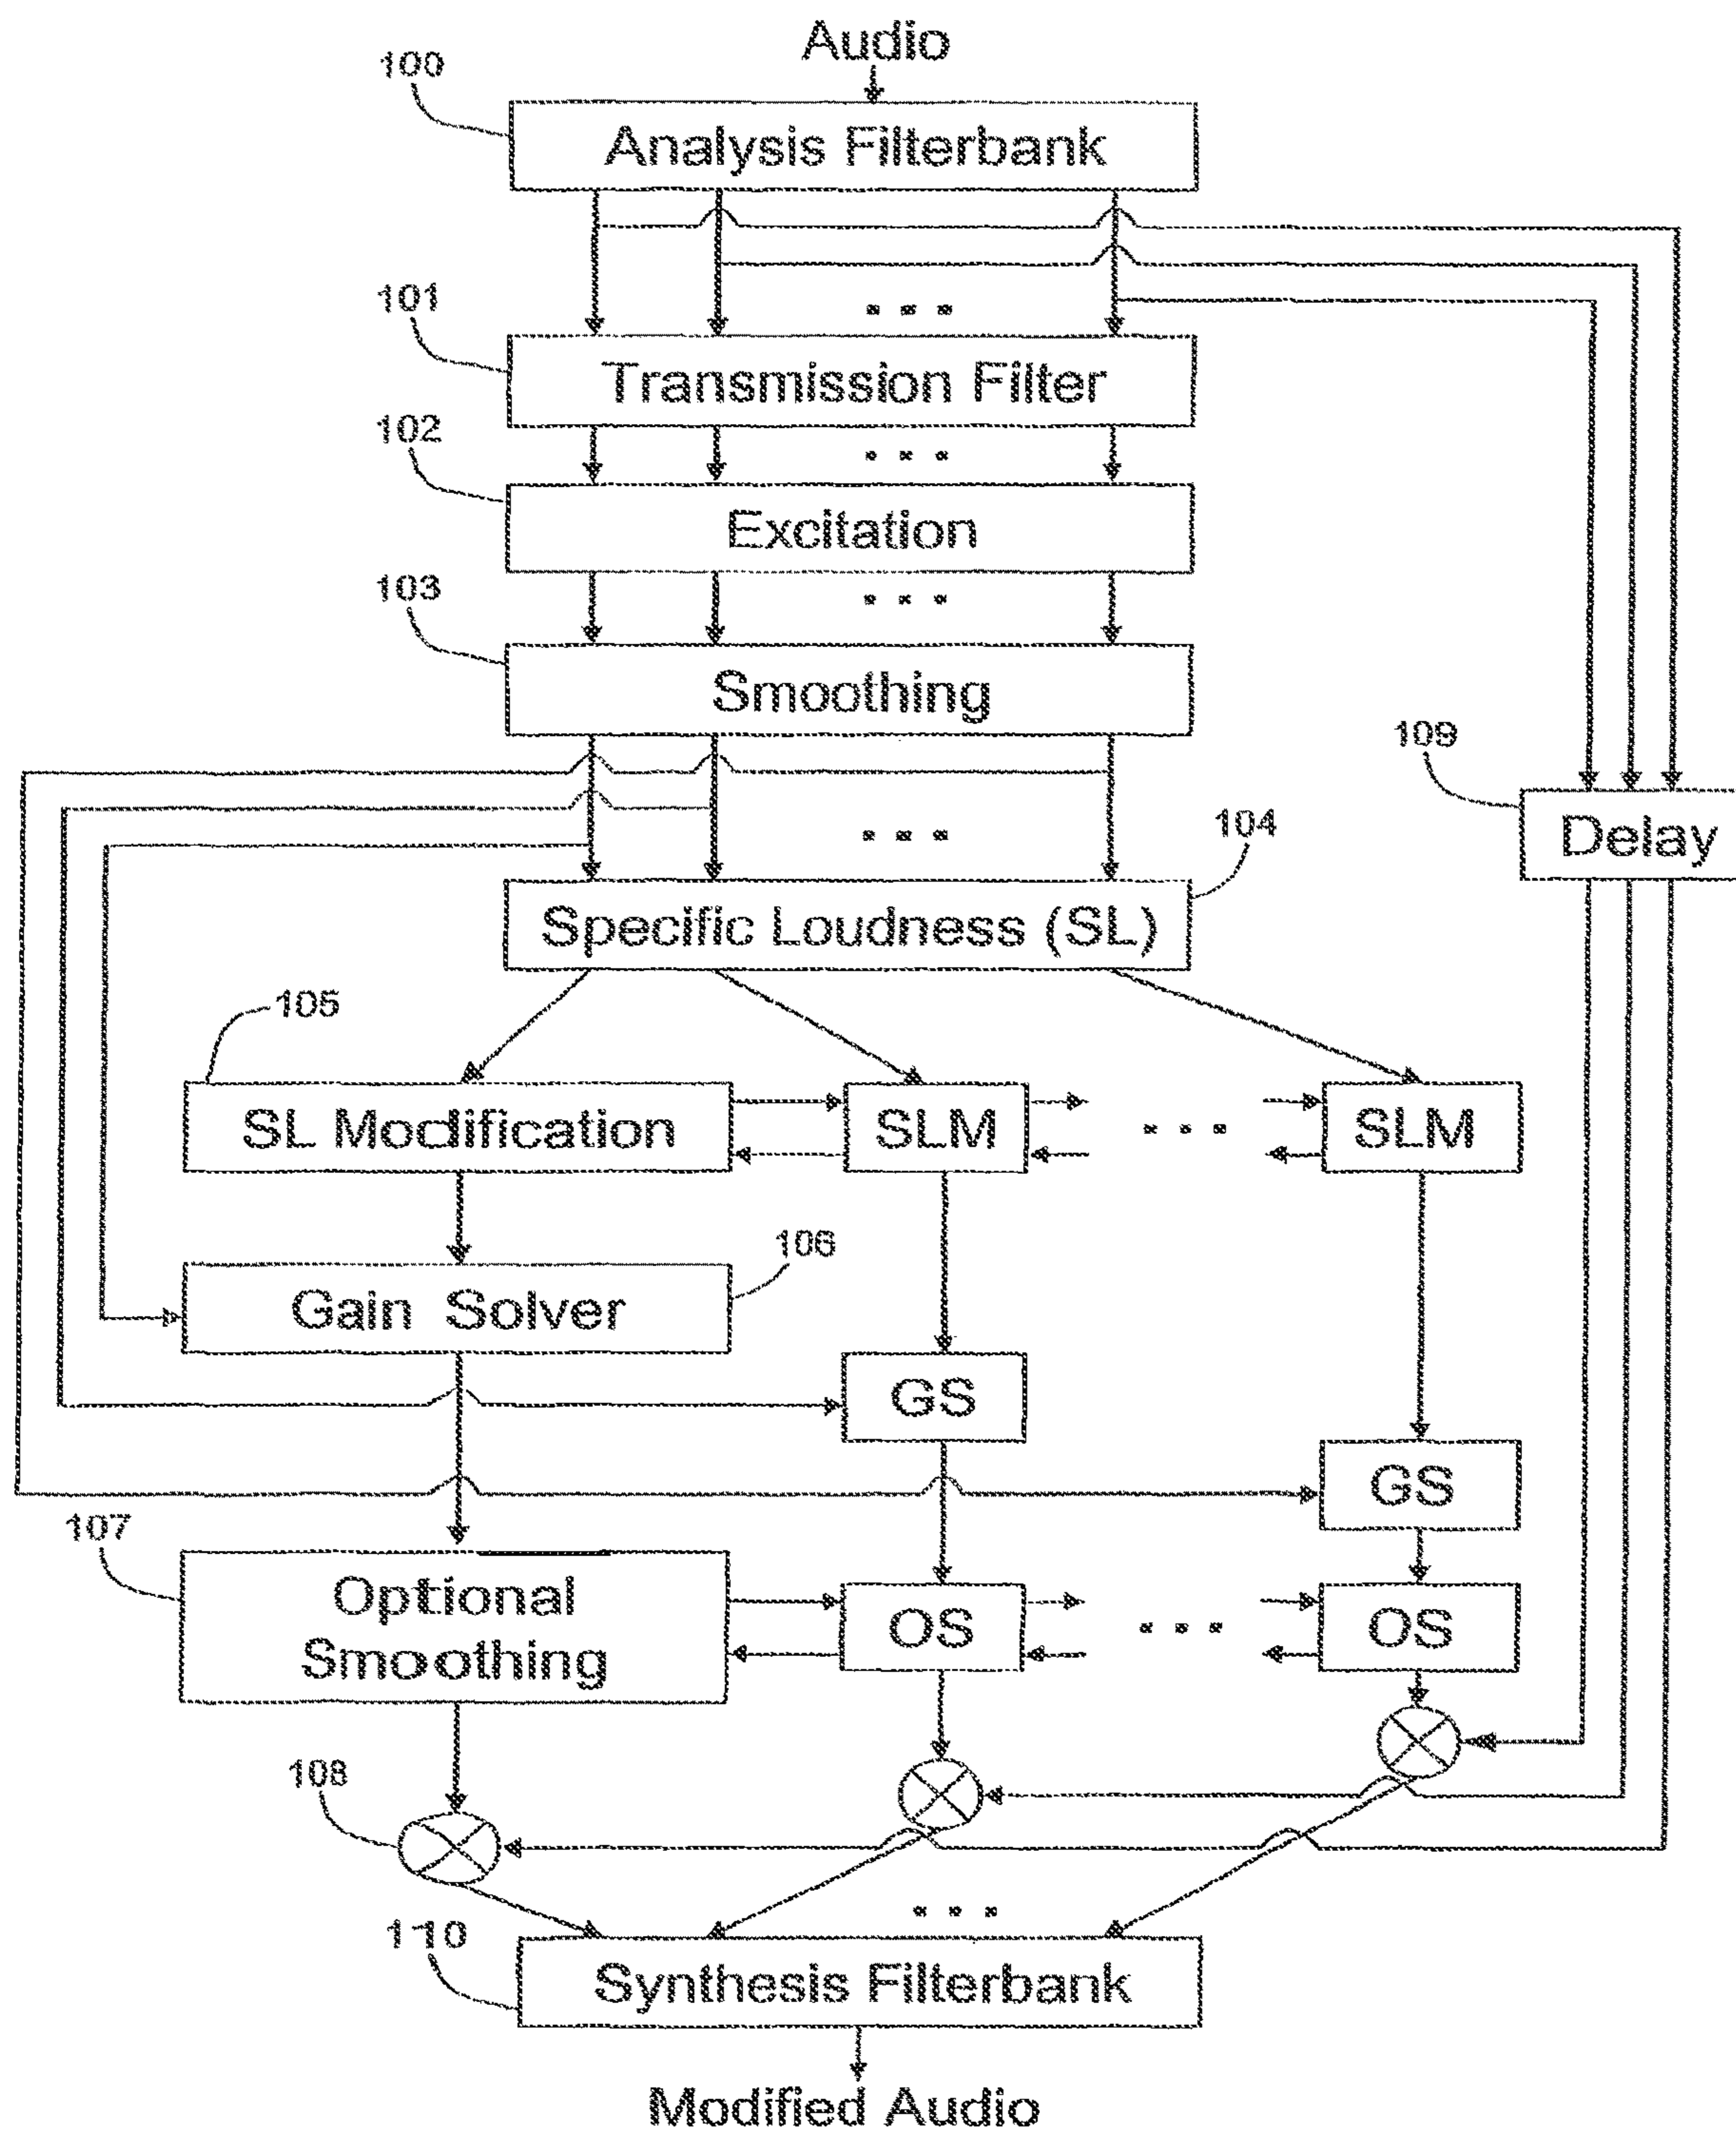 Audio
100
Analysis Filterbank
. . .
101
Transmission Filter
102
. . .
Excitation
103
. . .
Smoothing
109
Delay
. . .
104
Specific Loudness (SL)
105
SL Modification
SLM
. . .
SLM
106
Gain Solver
GS
GS
107
Optional
Smoothing
OS
. . .
OS
108
. . .
110
Synthesis Filterbank
Modified Audio